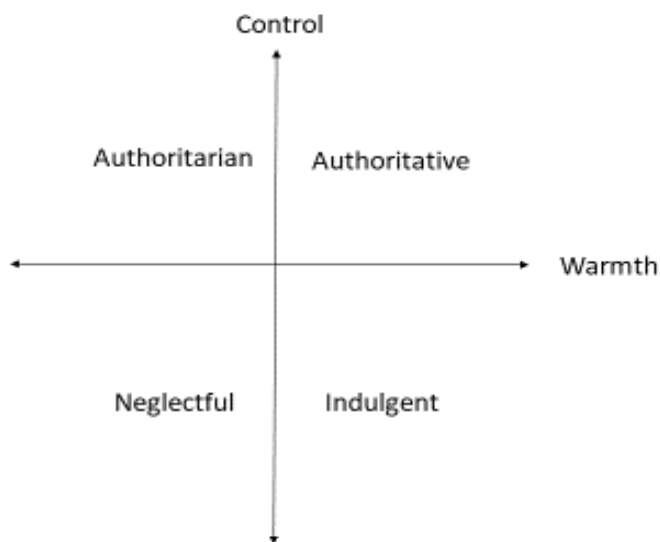 Control
Authoritarian
Authoritative
Warmth
Neglectful
Indulgent